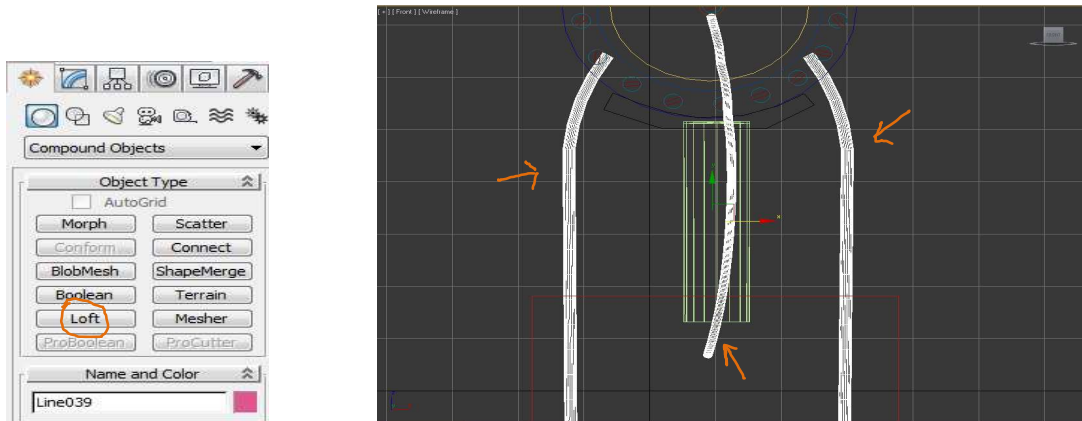 Compound Objects
Object Type
AutoGrid
Morph Scatter
Conform Connect
BlobMesh ShapeMerge
Boolean Terrain
Loft Mesher
ProBoolean ProCutter
Name and Color
Line039
[ + ] [ Front ] [ Wireframe ]